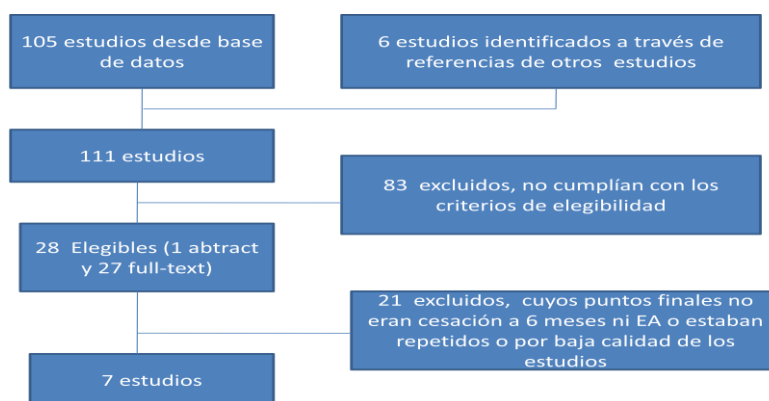 105 estudios desde base
de datos
6 estudios identificados a través de
referencias de otros estudios
111 estudios
83 excluidos, no cumplían con los
criterios de elegibilidad
28 Elegibles (1 abtract
y 27 full-text)
21 excluidos, cuyos puntos finales no
eran cesación a 6 meses ni EA o estaban
repetidos o por baja calidad de los
estudios
7 estudios